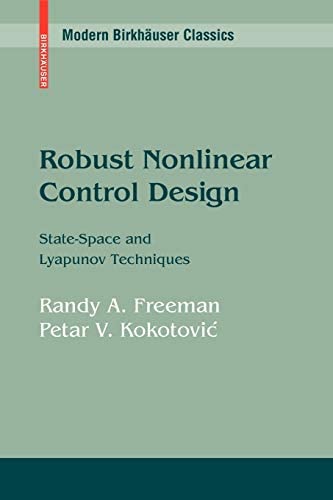 BIRKHÄUSER
Modern Birkhäuser Classics
Robust Nonlinear
Control Design
State-Space and
Lyapunov Techniques
Randy A. Freeman
Petar V. Kokotović